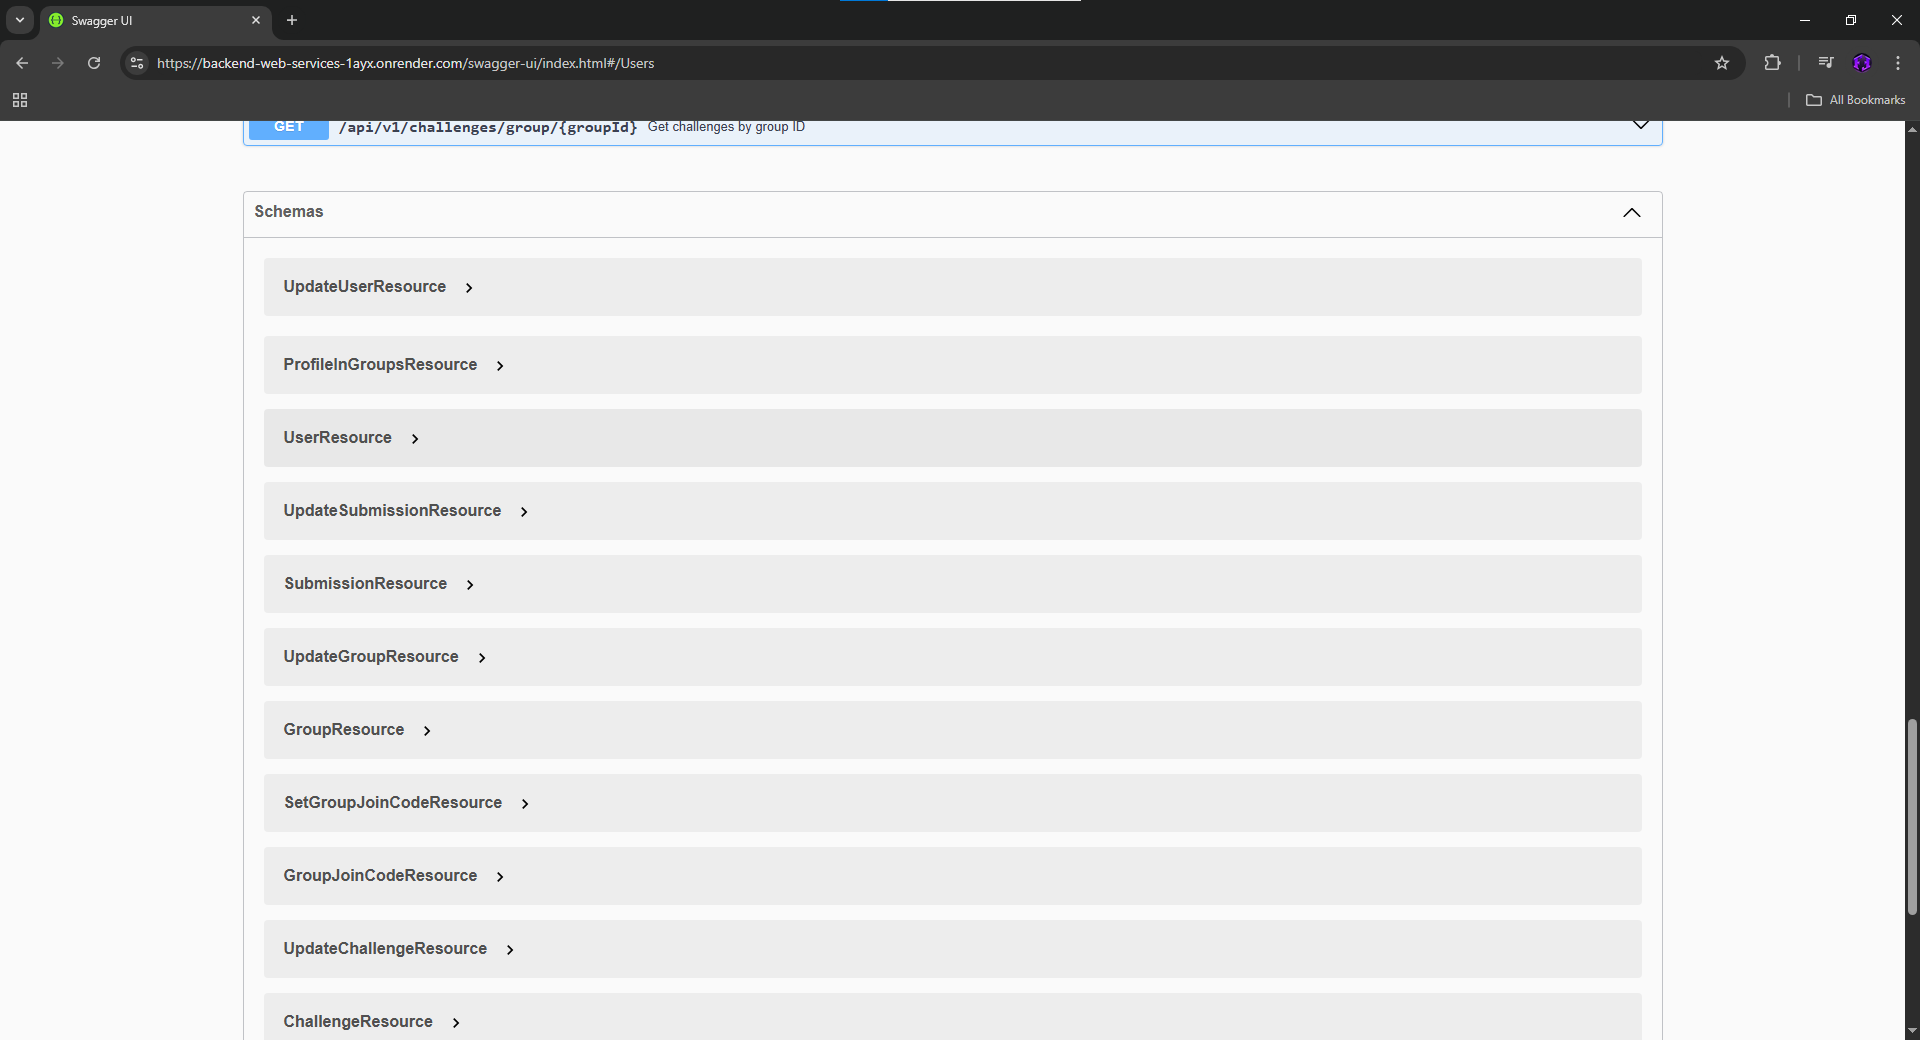 Swagger UI
https://backend-web-services-1ayx.onrender.com/swagger-ui/index.html#/Users
All Bookmarks
GET /api/v1/challenges/group/{groupId} Get challenges by group ID
Schemas
UpdateUserResource
ProfileInGroupsResource
UserResource
UpdateSubmissionResource
SubmissionResource
UpdateGroupResource
GroupResource
SetGroupJoinCodeResource
GroupJoinCodeResource
UpdateChallengeResource
ChallengeResource